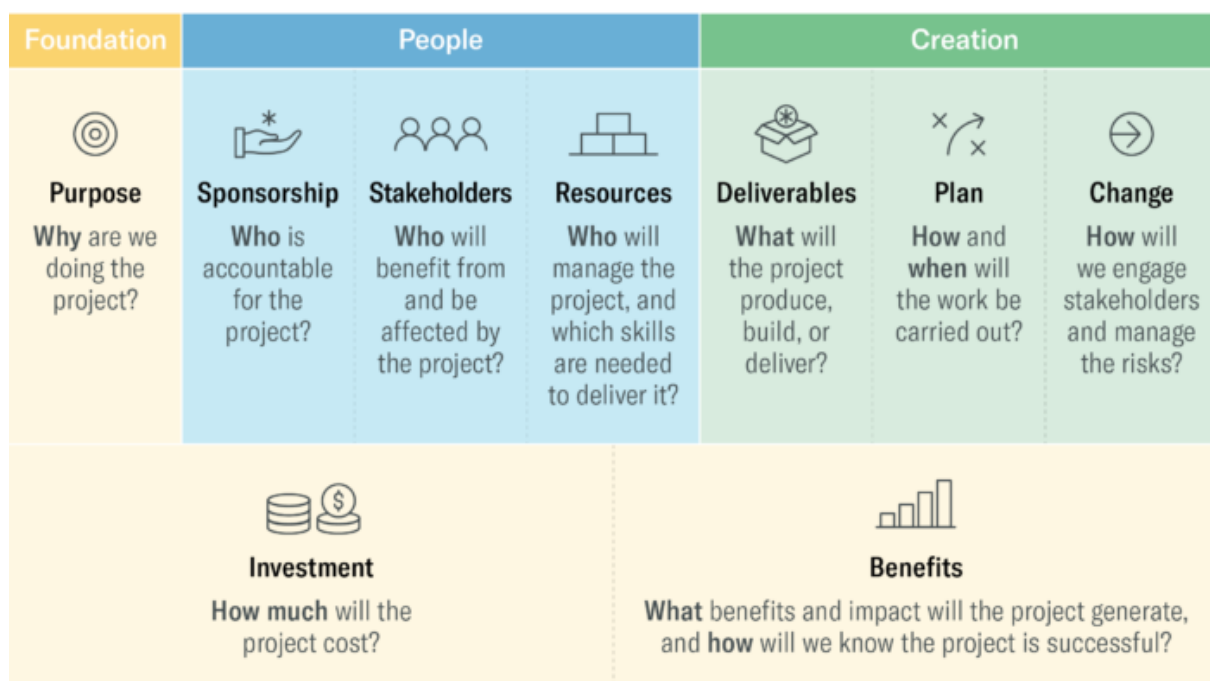 Foundation
People
Creation
Purpose
Why are we
doing the
project?
Sponsorship
Who is
accountable
for the
project?
Stakeholders
Who will
benefit from
and be
affected by
the project?
Resources
Who will
manage the
project, and
which skills
are needed
to deliver it?
Deliverables
What will
the project
produce,
build, or
deliver?
Plan
How and
when will
the work be
carried out?
Change
How will
we engage
stakeholders
and manage
the risks?
$
Investment
How much will the
project cost?
Benefits
What benefits and impact will the project generate,
and how will we know the project is successful?